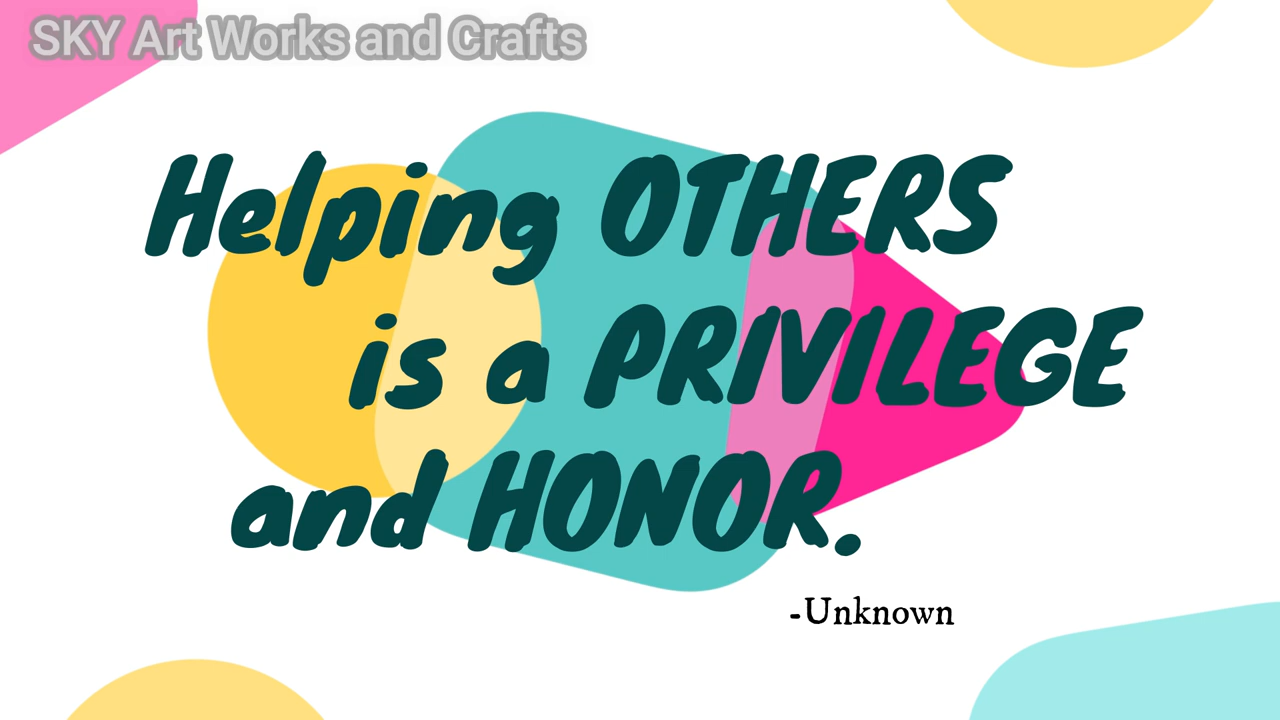 SKY Art Works and Crafts
Helping OTHERS
is a PRIVILEGE
and HONOR.
-Unknown